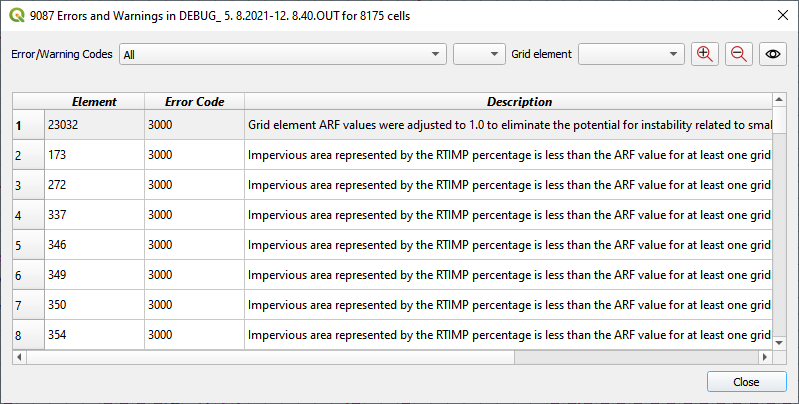 9087 Errors and Warnings in DEBUG_ 5. 8.2021-12. 8.40.OUT for 8175 cells
Error/Warning Codes All Grid element
Element Error Code Description
1 23032 3000 Grid element ARF values were adjusted to 1.0 to eliminate the potential for instability related to smal
2 173 3000 Impervious area represented by the RTIMP percentage is less than the ARF value for at least one grid
3 272 3000 Impervious area represented by the RTIMP percentage is less than the ARF value for at least one grid
4 337 3000 Impervious area represented by the RTIMP percentage is less than the ARF value for at least one grid
5 346 3000 Impervious area represented by the RTIMP percentage is less than the ARF value for at least one grid
6 349 3000 Impervious area represented by the RTIMP percentage is less than the ARF value for at least one grid
7 350 3000 Impervious area represented by the RTIMP percentage is less than the ARF value for at least one grid
8 354 3000 Impervious area represented by the RTIMP percentage is less than the ARF value for at least one grid
Close